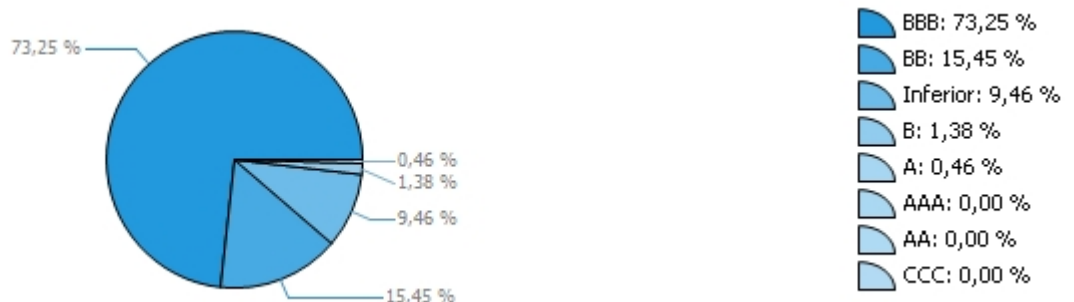 73,25 %
0,46 %
1,38 %
9,46 %
15,45 %
BBB: 73,25 %
BB: 15,45 %
Inferior: 9,46 %
B: 1,38 %
A: 0,46 %
AAA: 0,00 %
AA: 0,00 %
CCC: 0,00 %